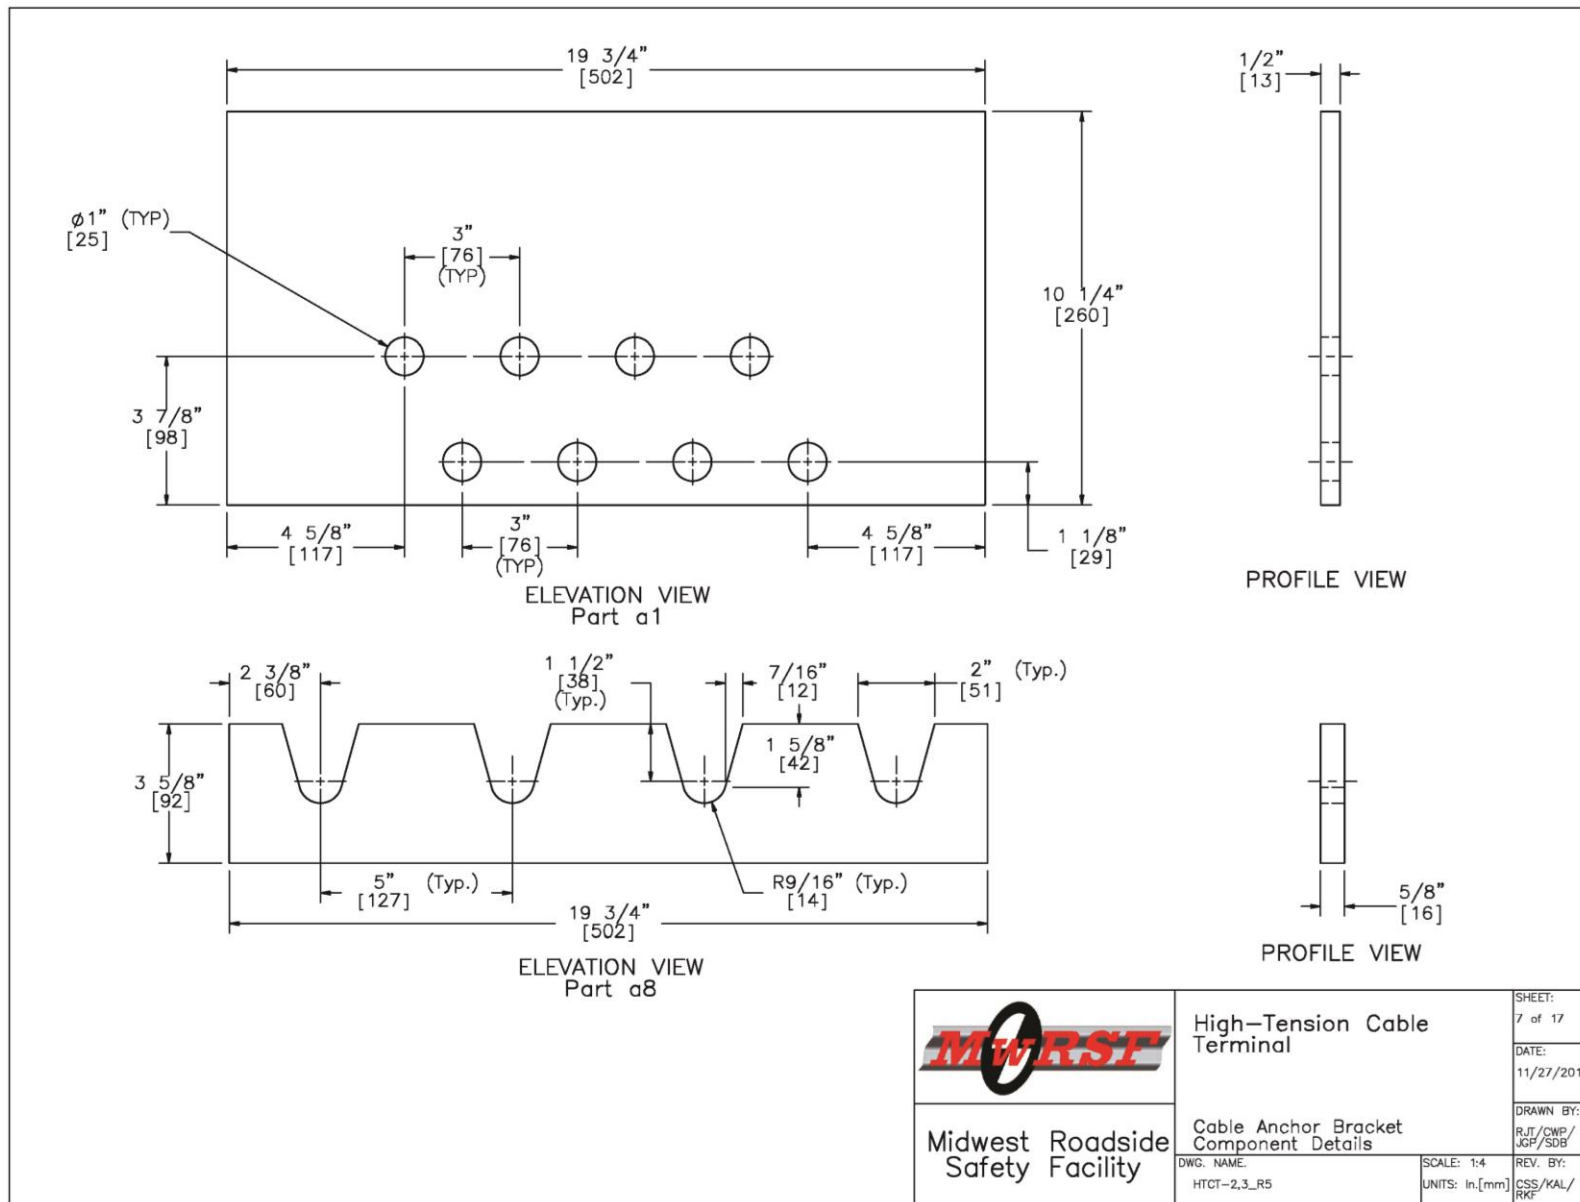 19 3/4"
[502]
1/2"
[13]
ø1" (TYP)
[25]
3"
[76]
(TYP)
10 1/4"
[260]
3 7/8"
[98]
4 5/8"
[117]
3"
[76]
(TYP)
4 5/8"
[117]
1 1/8"
[29]
ELEVATION VIEW
Part a1
PROFILE VIEW
2 3/8"
[60]
1 1/2"
[38]
(Typ.)
7/16"
[12]
2" (Typ.)
[51]
1 5/8"
[42]
3 5/8"
[92]
5" (Typ.)
[127]
R9/16" (Typ.)
[14]
19 3/4"
[502]
5/8"
[16]
ELEVATION VIEW
Part a8
PROFILE VIEW
MwRSF
Midwest Roadside
Safety Facility
High-Tension Cable
Terminal
Cable Anchor Bracket
Component Details
SHEET:
7 of 17
DATE:
11/27/201
DRAWN BY:
RJT/CWP/
JGP/SDB
DWG. NAME.
HTCT-2,3_R5
SCALE: 1:4
UNITS: In.[mm]
REV. BY:
CSS/KAL/
RKF